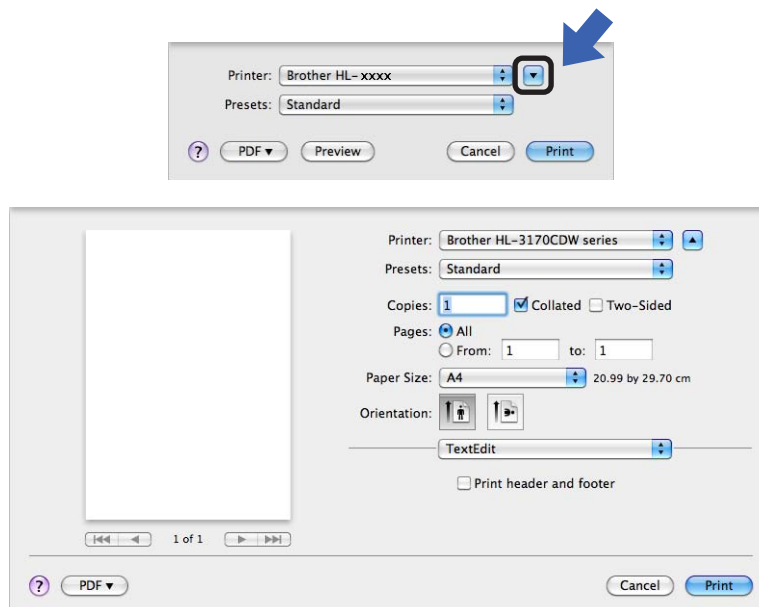 Printer: Brother HL-xxxx
Presets: Standard
? PDF▼ Preview Cancel Print
Printer: Brother HL-3170CDW series
Presets: Standard
Copies: 1 Collated Two-Sided
Pages: All
From: 1 to: 1
Paper Size: A4 20.99 by 29.70 cm
Orientation:
TextEdit
Print header and footer
1 of 1
? PDF▼ Cancel Print